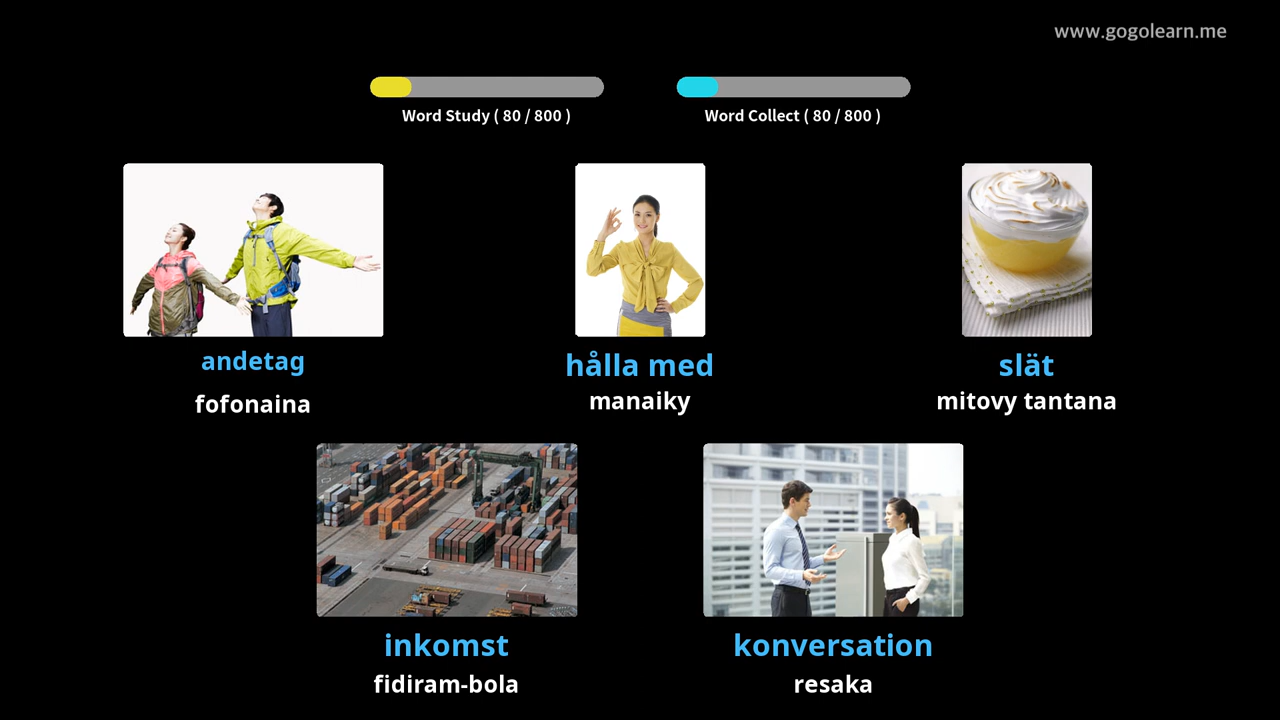 www.gogolearn.me
Word Study ( 80 / 800 )
Word Collect ( 80 / 800 )
andetag
fofonaina
hålla med
manaiky
slät
mitovy tantana
inkomst
fidiram-bola
konversation
resaka